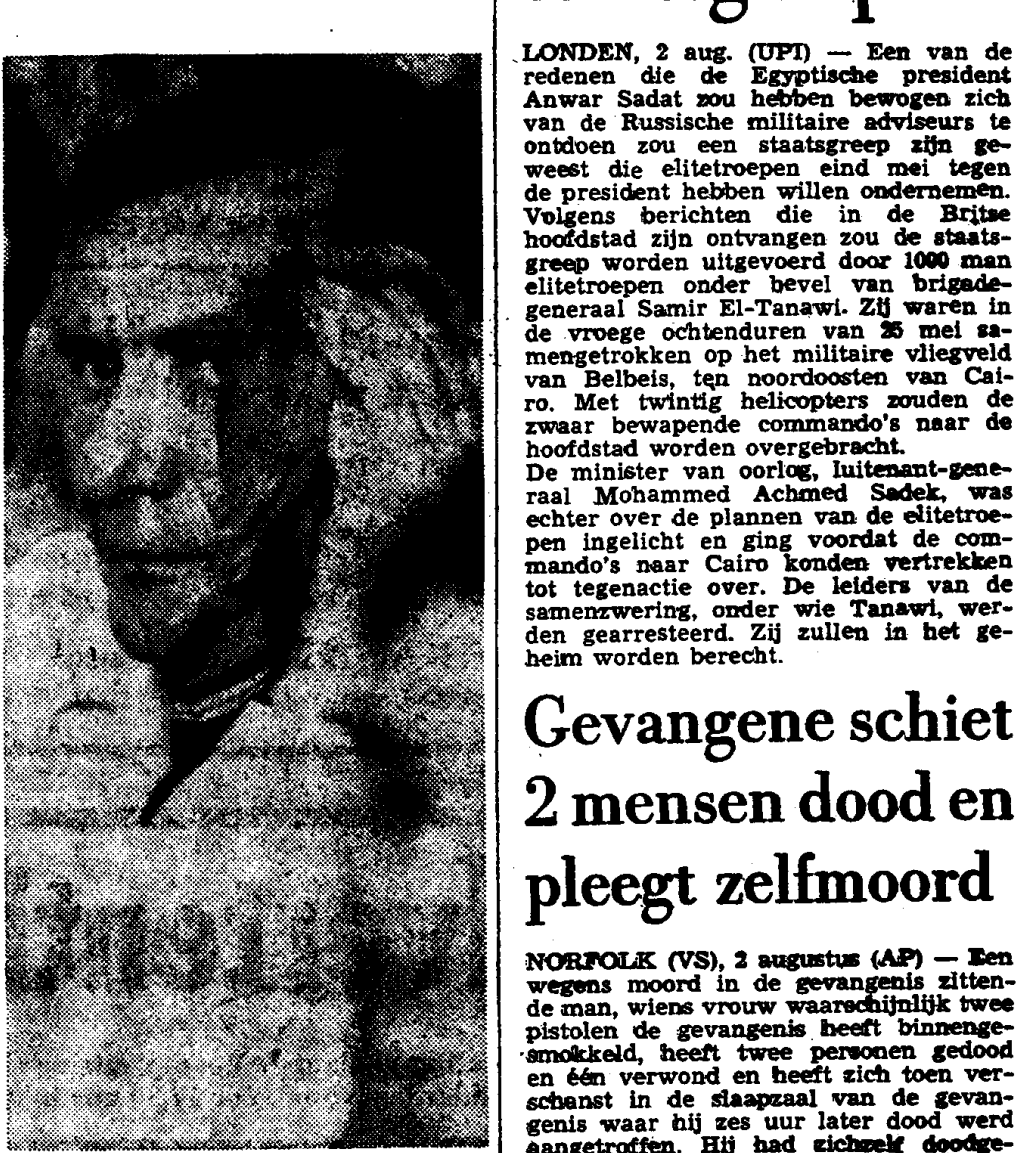 LONDEN, 2 aug. (UPI) — Een van de
redenen die de Egyptische president
Anwar Sadat zou hebben bewogen zich
van de Russische militaire adviseurs te
ontdoen zou een staatsgreep zijn ge-
weest die elitetroepen eind mei tegen
de president hebben willen ondernemen.
Volgens berichten die in de Britse
hoofdstad zijn ontvangen zou de staats-
greep worden uitgevoerd door 1000 man
elitetroepen onder bevel van brigade-
generaal Samir El-Tanawi. Zij waren in
de vroege ochtenduren van 25 mei sa-
mengetrokken op het militaire vliegveld
van Belbeis, ten noordoosten van Cai-
ro. Met twintig helicopters zouden de
zwaar bewapende commando's naar de
hoofdstad worden overgebracht.
De minister van oorlog, luitenant-gene-
raal Mohammed Achmed Sadek, was
echter over de plannen van de elitetroe-
pen ingelicht en ging voordat de com-
mando's naar Cairo konden vertrekken
tot tegenactie over. De leiders van de
samenzwering, onder wie Tanawi, wer-
den gearresteerd. Zij zullen in het ge-
heim worden berecht.
Gevangene schiet
2 mensen dood en
pleegt zelfmoord
NORFOLK (VS), 2 augustus (AP) — Een
wegens moord in de gevangenis zitten-
de man, wiens vrouw waarschijnlijk twee
pistolen de gevangenis heeft binnenge-
smokkeld, heeft twee personen gedood
en één verwond en heeft zich toen ver-
schanst in de slaapzaal van de gevan-
genis waar hij zes uur later dood werd
aangetroffen. Hij had zichzelf doodge-